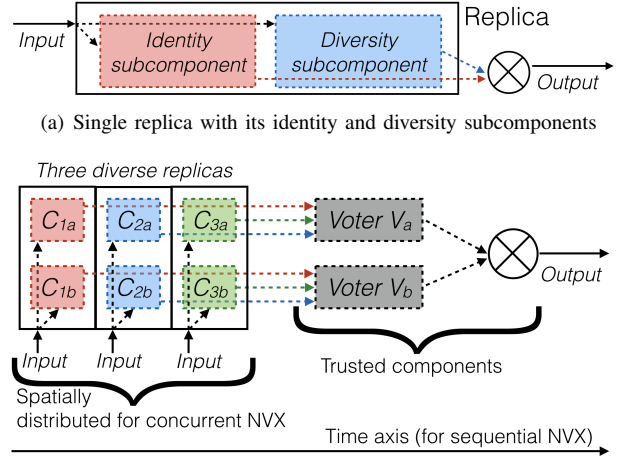 Replica
Input
Identity
subcomponent
Diversity
subcomponent
Output
(a) Single replica with its identity and diversity subcomponents
Three diverse replicas
C1a
C2a
C3a
Voter Va
C1b
C2b
C3b
Voter Vb
Output
Input
Input
Input
Trusted components
Spatially
distributed for concurrent NVX
Time axis (for sequential NVX)